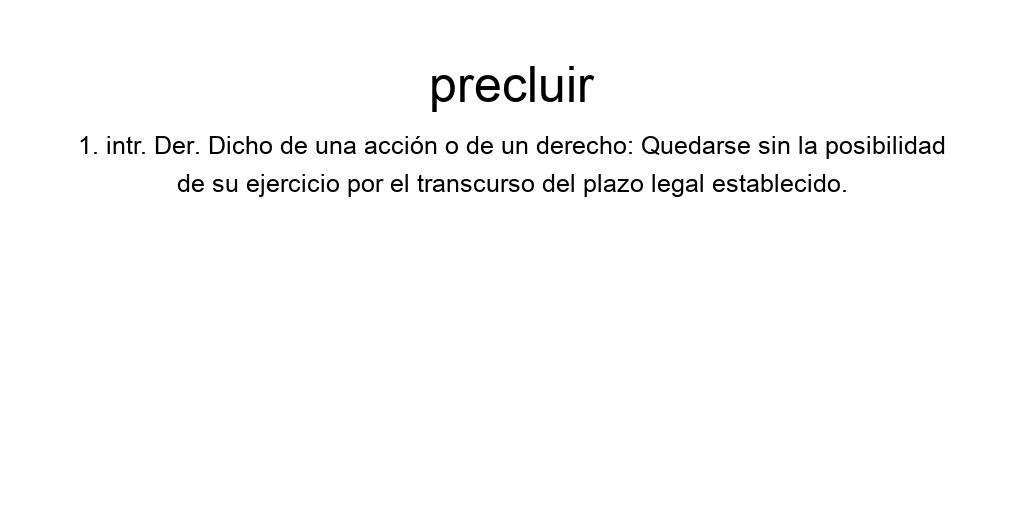 precluir
1. intr. Der. Dicho de una acción o de un derecho: Quedarse sin la posibilidad
de su ejercicio por el transcurso del plazo legal establecido.